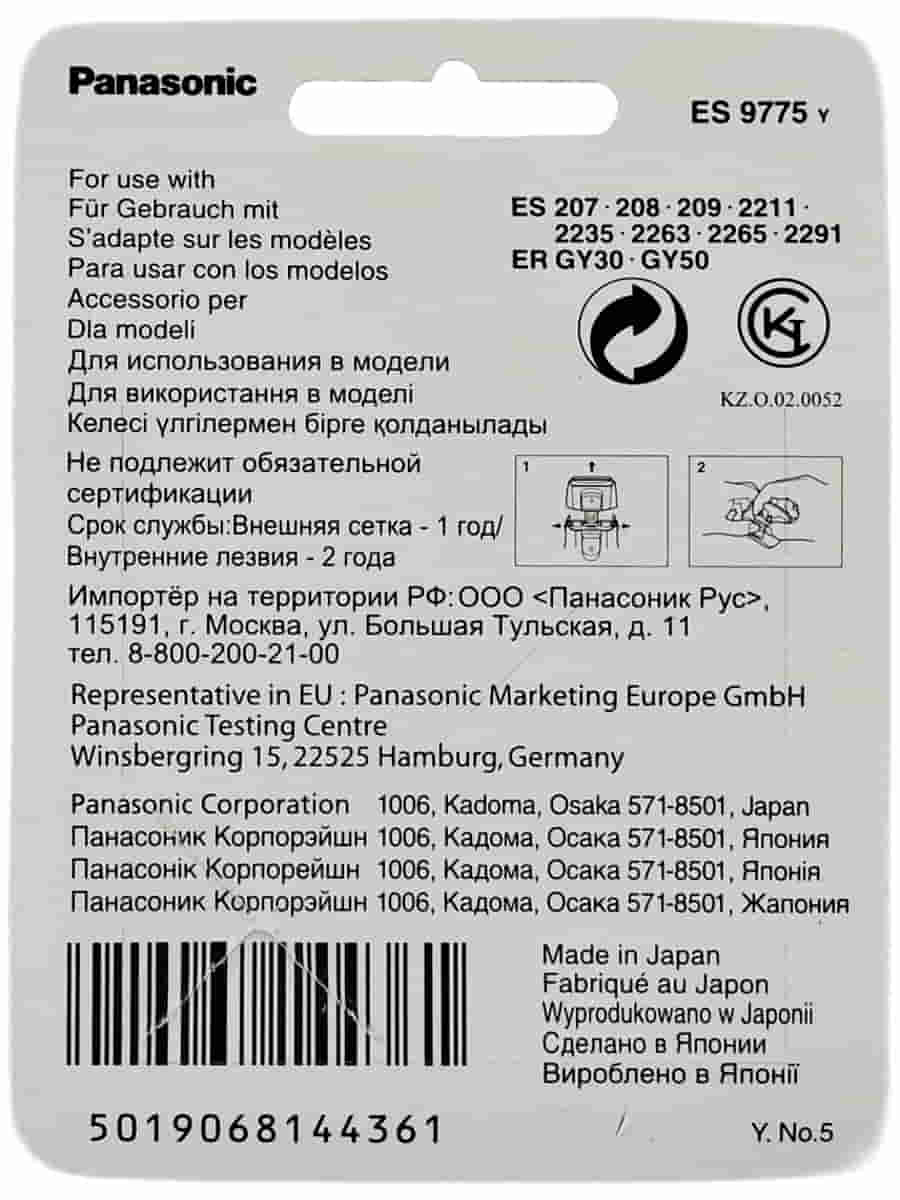 Panasonic
ES 9775 Y
For use with
Für Gebrauch mit
S'adapte sur les modèles
Para usar con los modelos
Accessorio per
Dla modeli
Для использования в модели
Для використання в моделі
Келесі үлгілермен бірге қолданылады
ES 207 · 208 · 209 · 2211 ·
2235 · 2263 · 2265 · 2291
ER GY30 · GY50
KZ.O.02.0052
Не подлежит обязательной
сертификации
Срок службы:Внешняя сетка - 1 год/
Внутренние лезвия - 2 года
1
2
Импортёр на территории РФ:ООО <Панасоник Рус>,
115191, г. Москва, ул. Большая Тульская, д. 11
тел. 8-800-200-21-00
Representative in EU : Panasonic Marketing Europe GmbH
Panasonic Testing Centre
Winsbergring 15, 22525 Hamburg, Germany
Panasonic Corporation 1006, Kadoma, Osaka 571-8501, Japan
Панасоник Корпорэйшн 1006, Кадома, Осака 571-8501, Япония
Панасонік Корпорейшн 1006, Кадома, Осака 571-8501, Японія
Панасоник Корпорэйшн 1006, Кадома, Осака 571-8501, Жапония
Made in Japan
Fabriqué au Japon
Wyprodukowano w Japonii
Сделано в Японии
Вироблено в Японії
5019068144361
Y. No.5